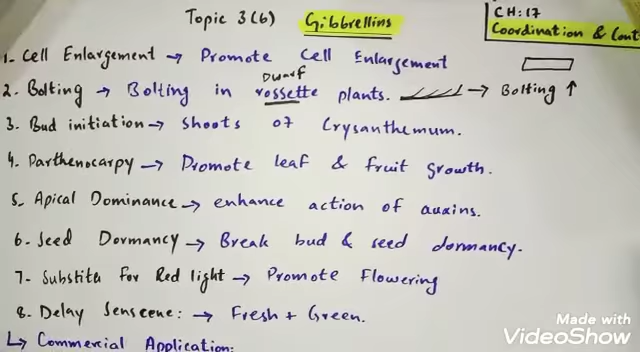 Topic 3(b) Gibbrellins
CH:17
Coordination & Cont
1- Cell Enlargement → Promote Cell Enlargement
Dwarf
2. Bolting → Bolting in rossette plants. → Bolting ↑
3. Bud initiation → Shoots of Crysanthemum.
4. Parthenocarpy → Promote leaf & fruit growth.
5. Apical Dominance → enhance action of auxins.
6. Seed Dormancy → Break bud & seed dormancy.
7- Substitu for Red light → Promote Flowering
8. Delay Senscene: → Fresh + Green.
↳ Commercial Application:
Made with
VideoShow